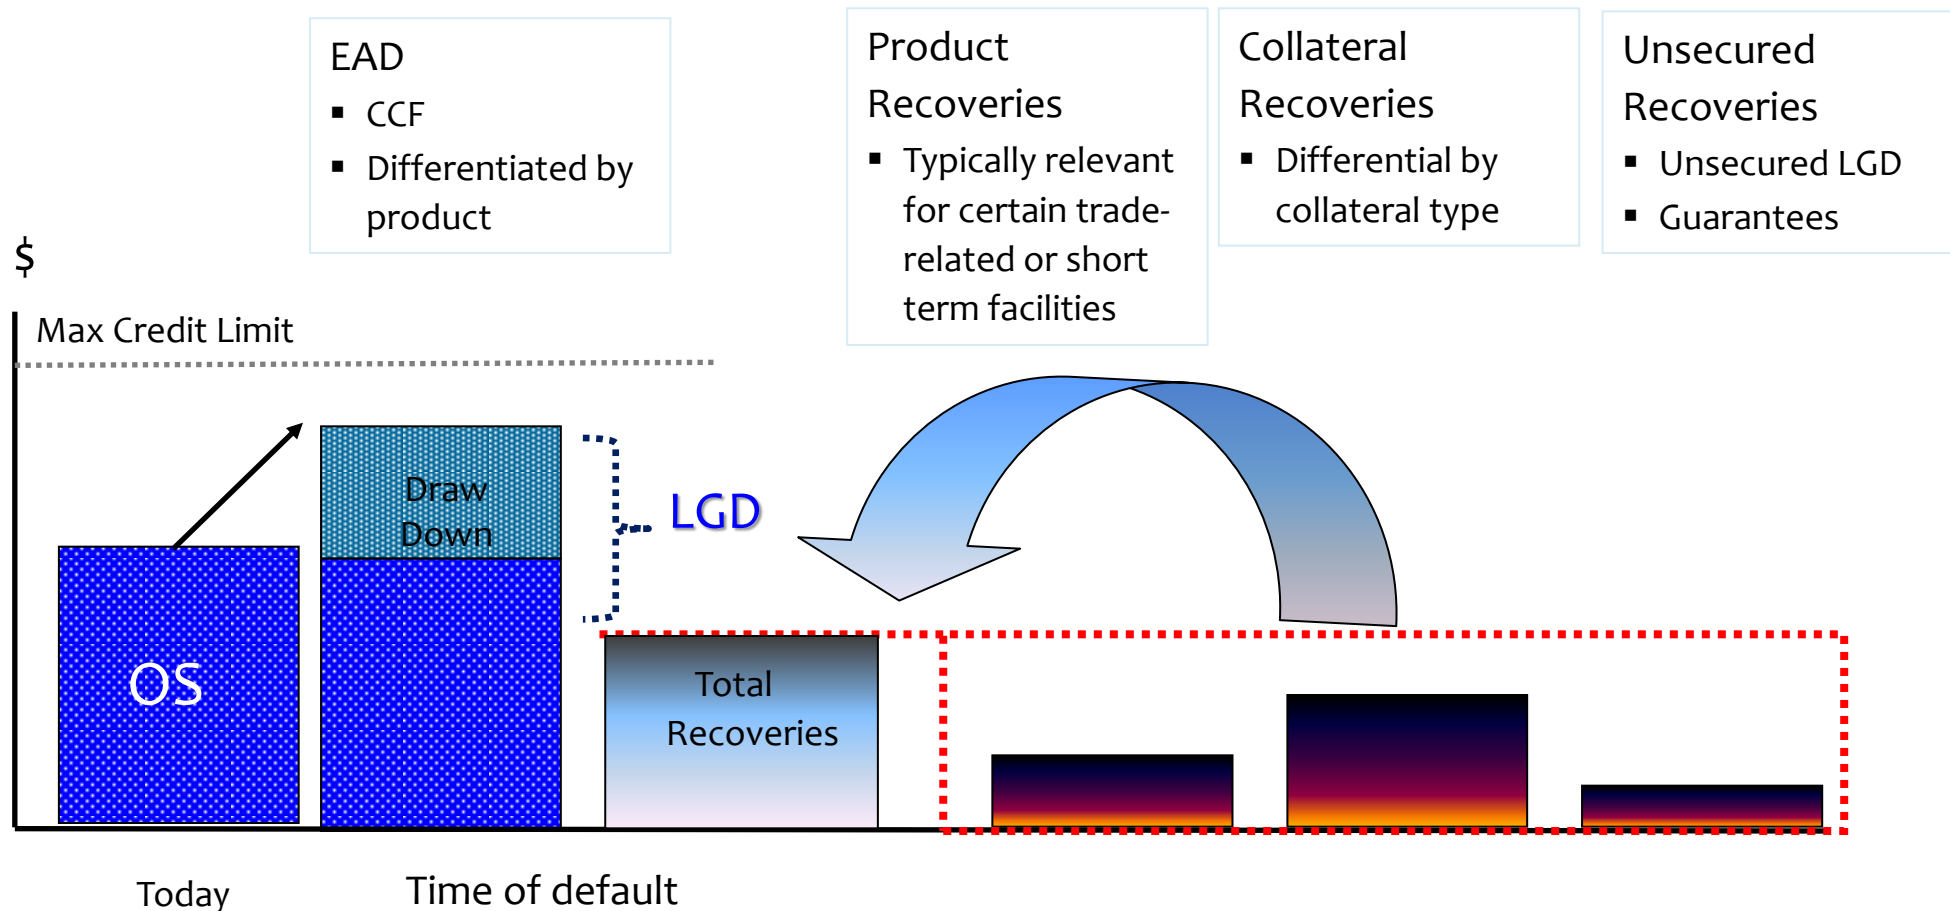 EAD
▪ CCF
▪ Differentiated by
product
Product
Recoveries
▪ Typically relevant
for certain trade-
related or short
term facilities
Collateral
Recoveries
▪ Differential by
collateral type
Unsecured
Recoveries
▪ Unsecured LGD
▪ Guarantees
$
Max Credit Limit
Draw
Down
LGD
OS
Total
Recoveries
Today
Time of default